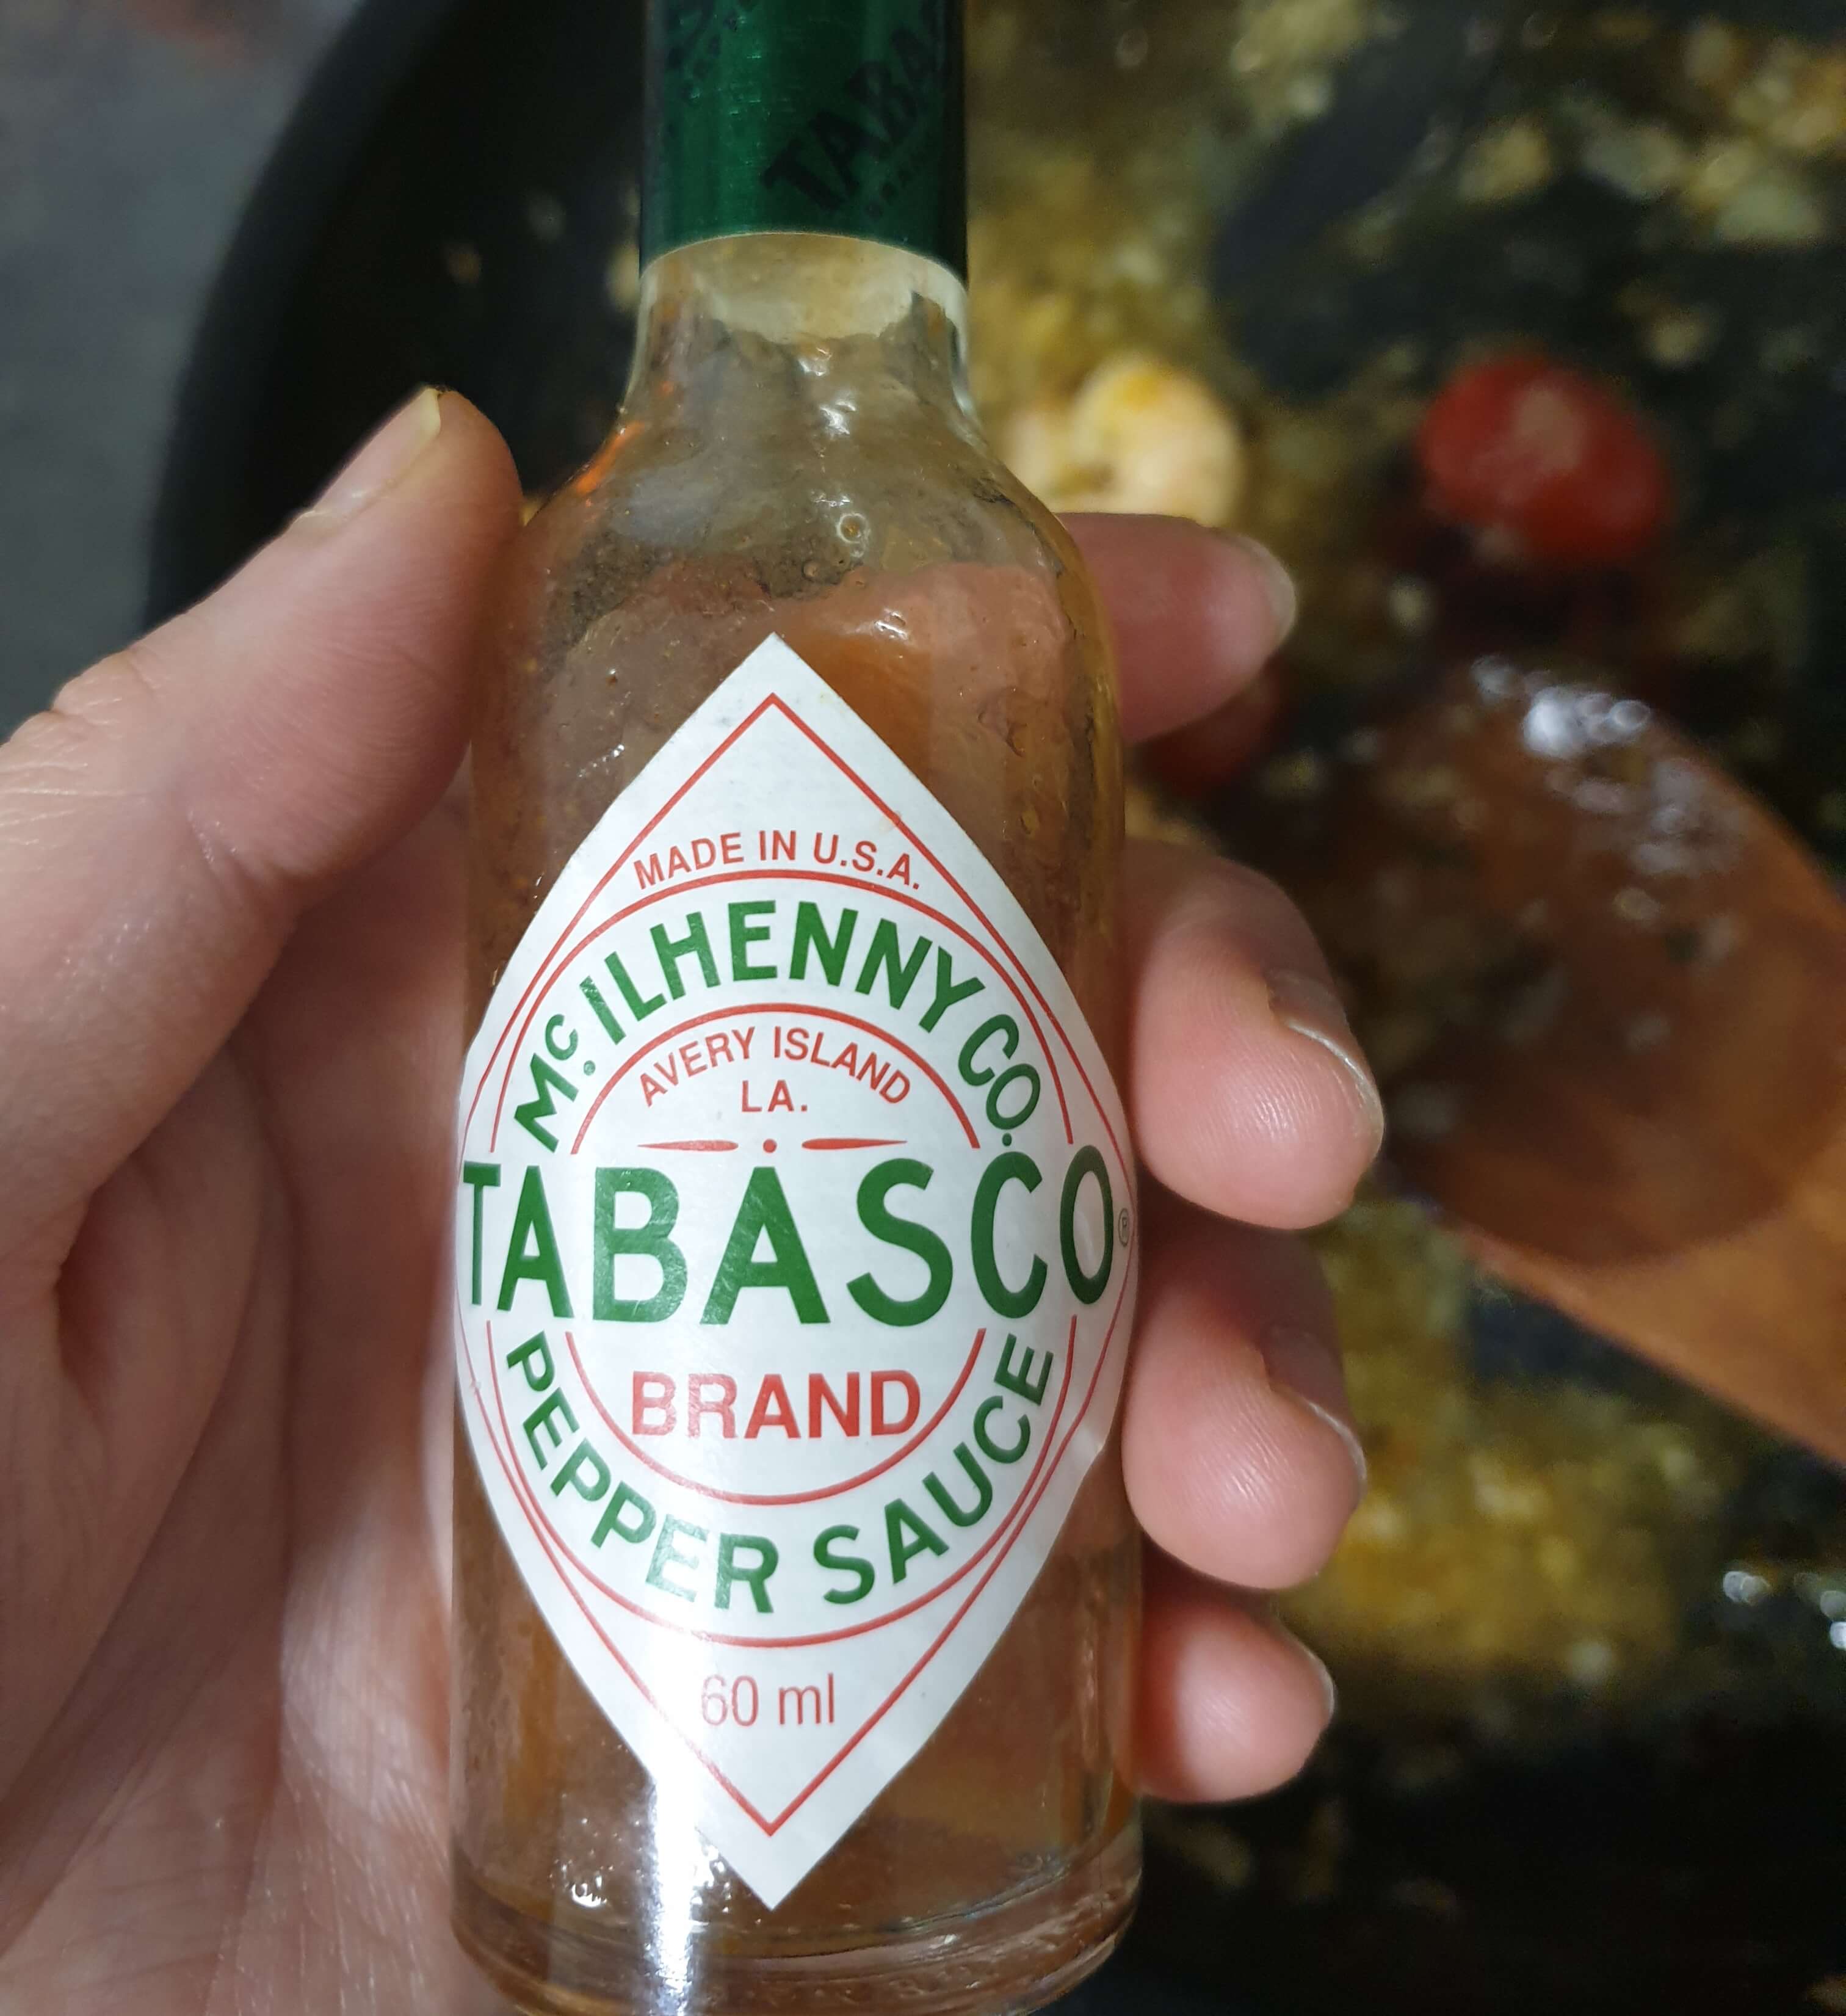 MADE IN U.S.A.
Mc. ILHENNY CO.
AVERY ISLAND
LA.
TABASCO®
BRAND
PEPPER SAUCE
60 ml